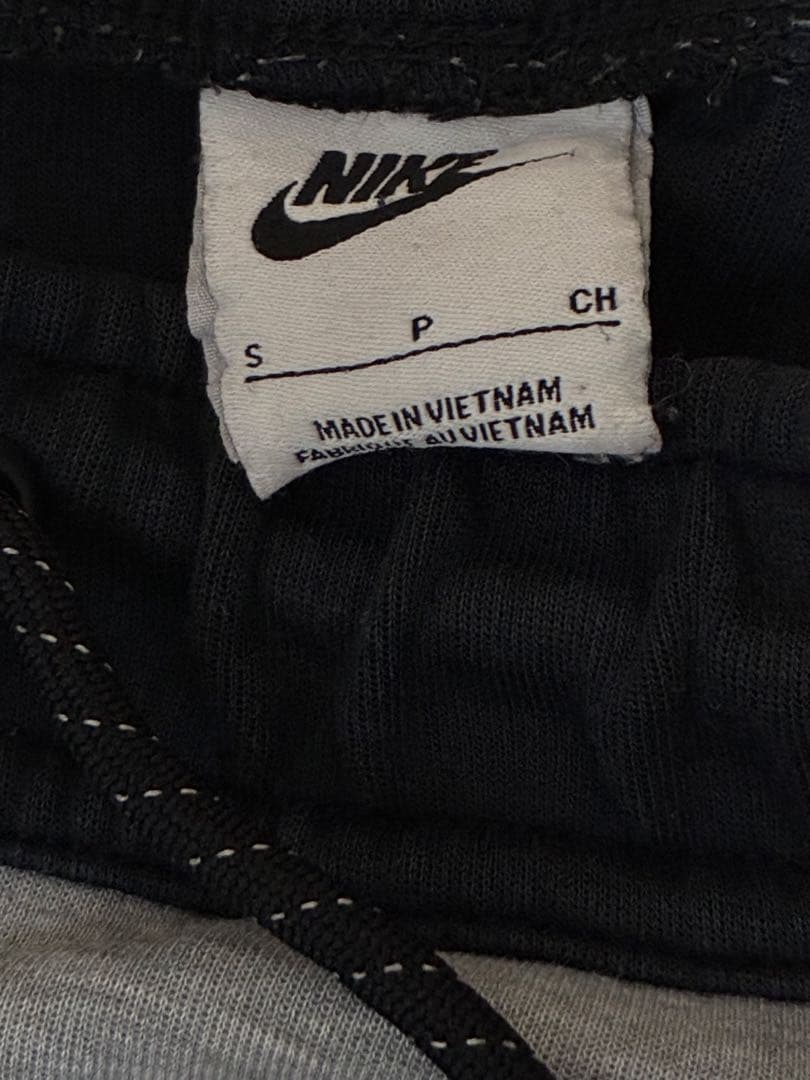 NIKE
S P CH
MADE IN VIETNAM
FABRIQUE AU VIETNAM